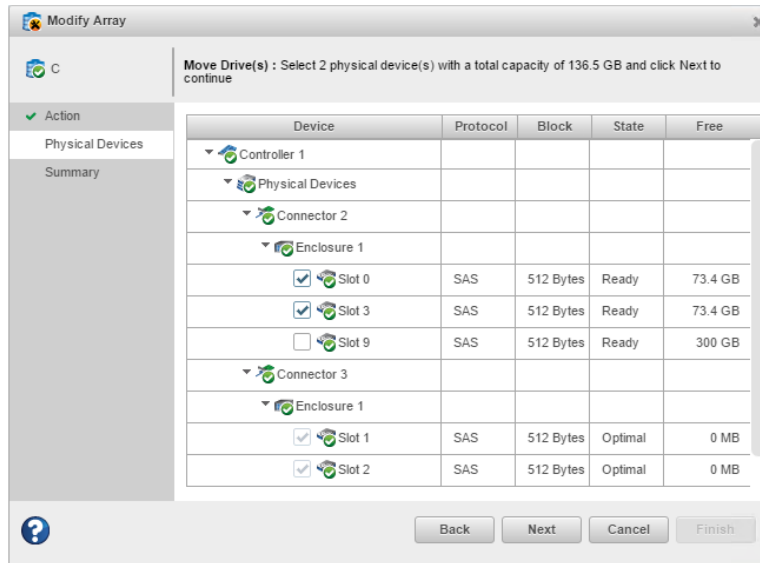 Modify Array
C
Move Drive(s) : Select 2 physical device(s) with a total capacity of 136.5 GB and click Next to
continue
Action
Physical Devices
Summary
Device Protocol Block State Free
Controller 1
Physical Devices
Connector 2
Enclosure 1
Slot 0 SAS 512 Bytes Ready 73.4 GB
Slot 3 SAS 512 Bytes Ready 73.4 GB
Slot 9 SAS 512 Bytes Ready 300 GB
Connector 3
Enclosure 1
Slot 1 SAS 512 Bytes Optimal 0 MB
Slot 2 SAS 512 Bytes Optimal 0 MB
? Back Next Cancel Finish